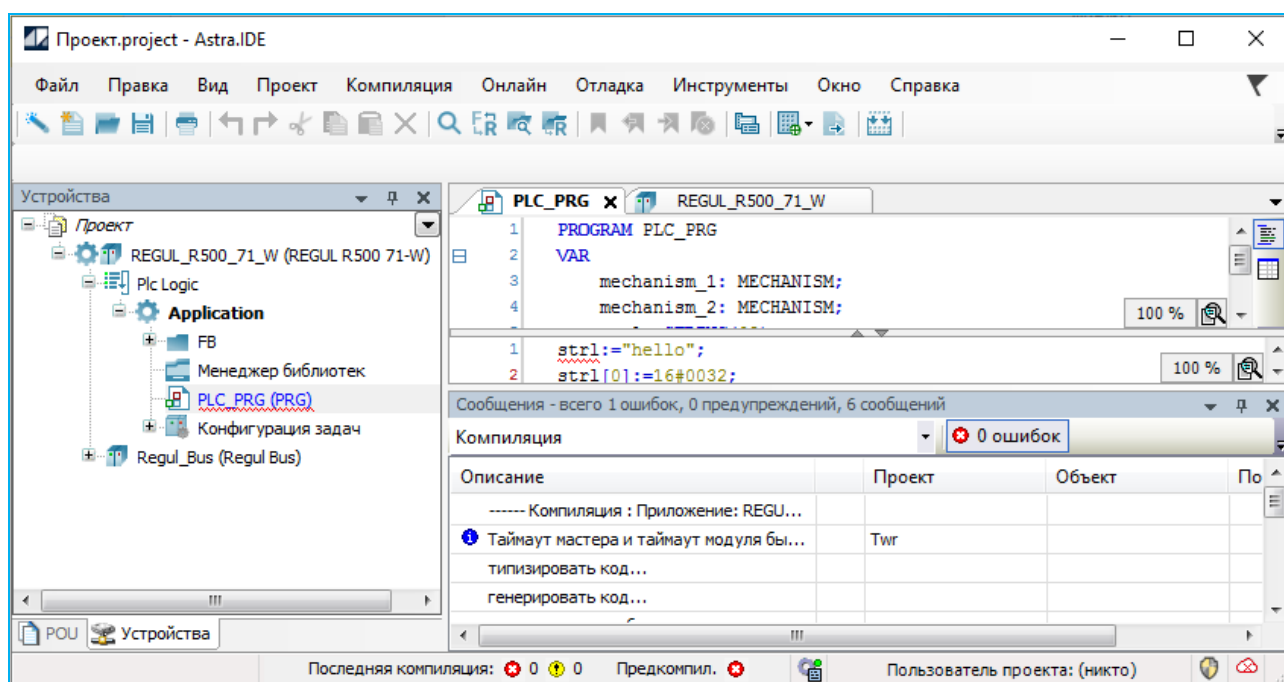 Проект.project - Astra.IDE
Файл Правка Вид Проект Компиляция Онлайн Отладка Инструменты Окно Справка
Устройства
Проект
REGUL_R500_71_W (REGUL R500 71-W)
Plc Logic
Application
FB
Менеджер библиотек
PLC_PRG (PRG)
Конфигурация задач
Regul_Bus (Regul Bus)
POU Устройства
PLC_PRG REGUL_R500_71_W
1 PROGRAM PLC_PRG
2 VAR
3 mechanism_1: MECHANISM;
4 mechanism_2: MECHANISM;
100 %
1 strl:="hello";
2 strl[0]:=16#0032;
100 %
Сообщения - всего 1 ошибок, 0 предупреждений, 6 сообщений
Компиляция 0 ошибок
Описание Проект Объект По
------ Компиляция : Приложение: REGU...
Таймаут мастера и таймаут модуля бы... Twr
типизировать код...
генерировать код...
Последняя компиляция: 0 0 Предкомпил. Пользователь проекта: (никто)